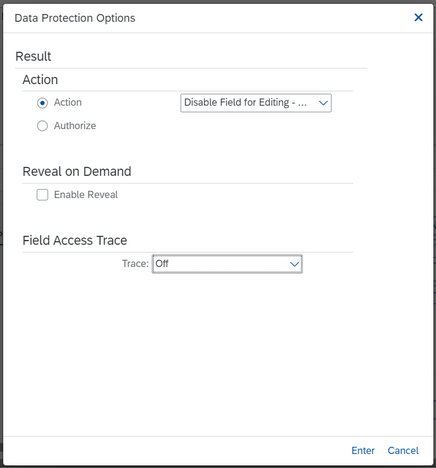 Data Protection Options
Result
Action
Action Disable Field for Editing - ...
Authorize
Reveal on Demand
Enable Reveal
Field Access Trace
Trace: Off
Enter Cancel